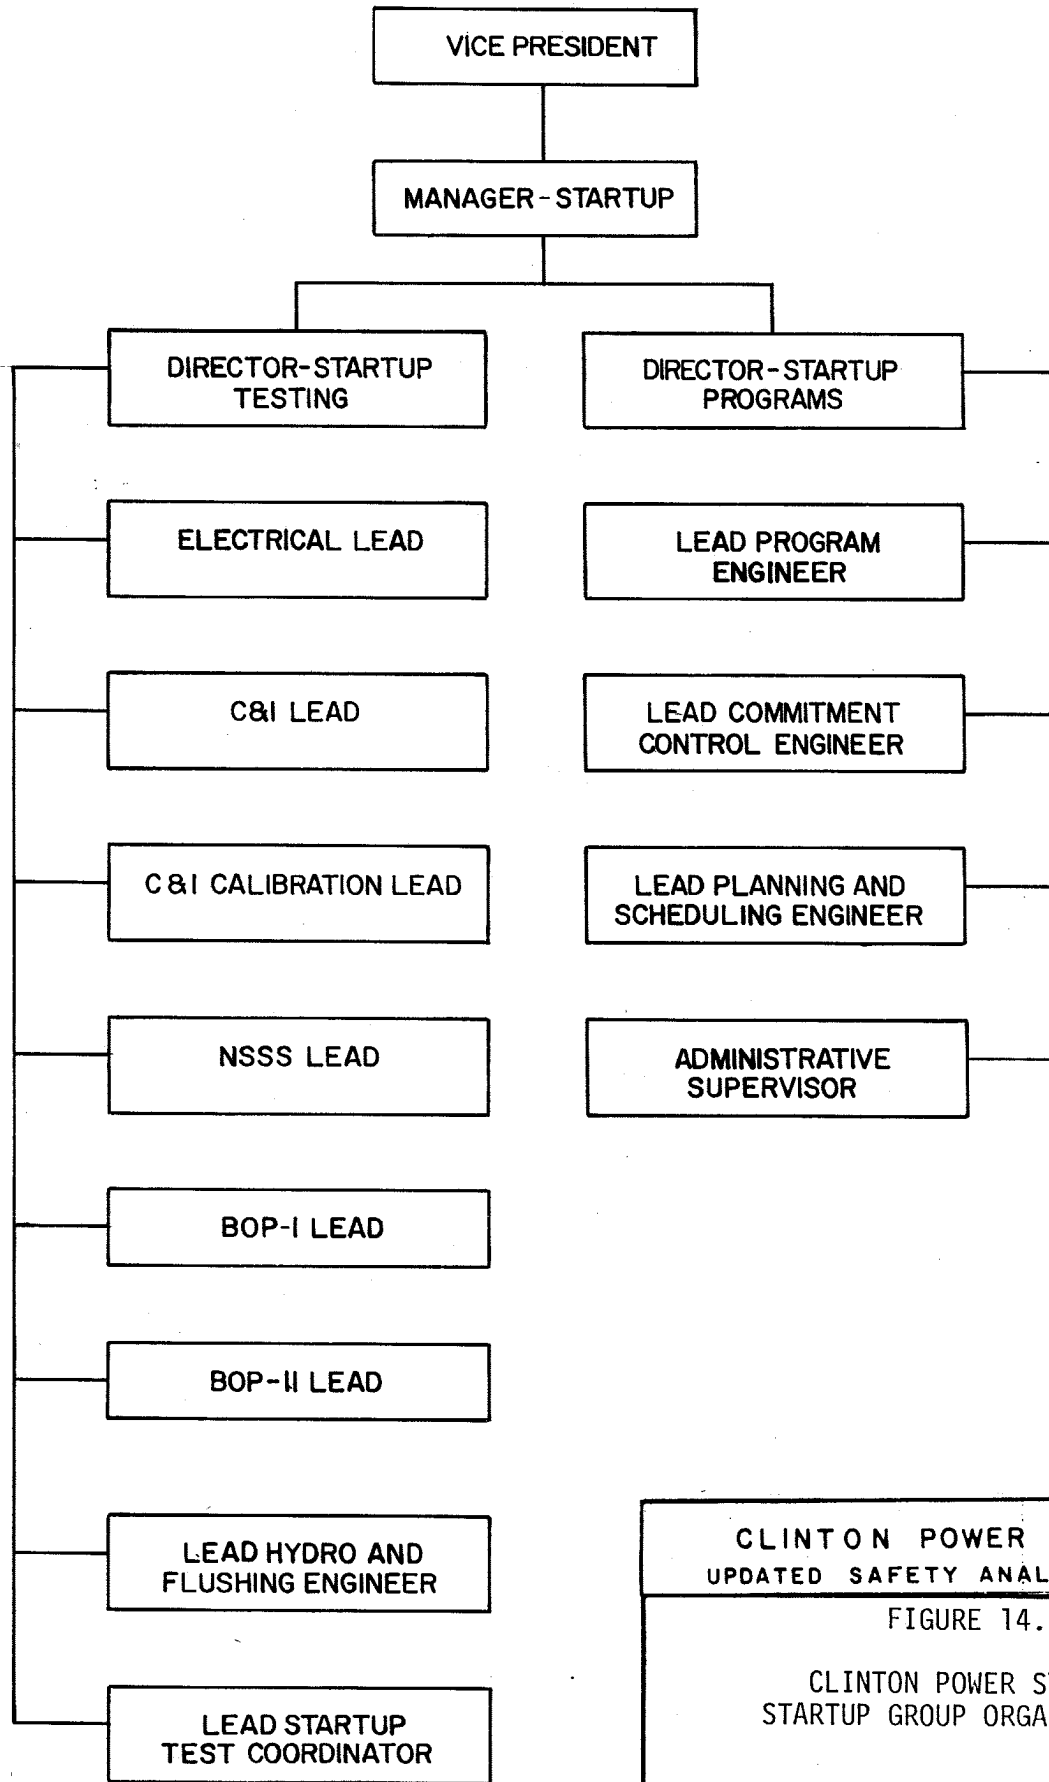 VICE PRESIDENT
MANAGER-STARTUP
DIRECTOR-STARTUP
TESTING
DIRECTOR-STARTUP
PROGRAMS
ELECTRICAL LEAD
LEAD PROGRAM
ENGINEER
C&I LEAD
LEAD COMMITMENT
CONTROL ENGINEER
C&I CALIBRATION LEAD
LEAD PLANNING AND
SCHEDULING ENGINEER
NSSS LEAD
ADMINISTRATIVE
SUPERVISOR
BOP-I LEAD
BOP-II LEAD
LEAD HYDRO AND
FLUSHING ENGINEER
LEAD STARTUP
TEST COORDINATOR
CLINTON POWER
UPDATED SAFETY ANAL
FIGURE 14.
CLINTON POWER S
STARTUP GROUP ORGA